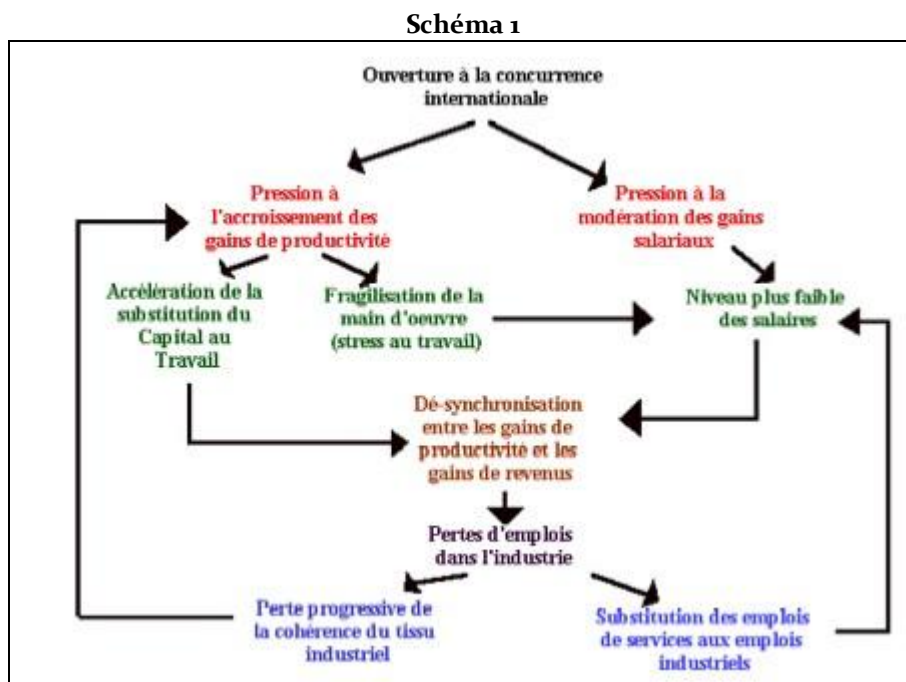 Schéma 1
Ouverture à la concurrence
internationale
Pression à
l'accroissement des
gains de productivité
Pression à la
modération des gains
salariaux
Accélération de la
substitution du
Capital au
Travail
Fragilisation de la
main d'oeuvre
(stress au travail)
Niveau plus faible
des salaires
Dé-synchronisation
entre les gains de
productivité et les
gains de revenus
Pertes d'emplois
dans l'industrie
Perte progressive de
la cohérence du tissu
industriel
Substitution des emplois
de services aux emplois
industriels